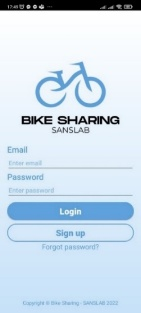 17:49
BIKE SHARING
SANSLAB
Email
Enter email
Password
Enter password
Login
Sign up
Forgot password?
Copyright © Bike Sharing - SANSLAB 2022